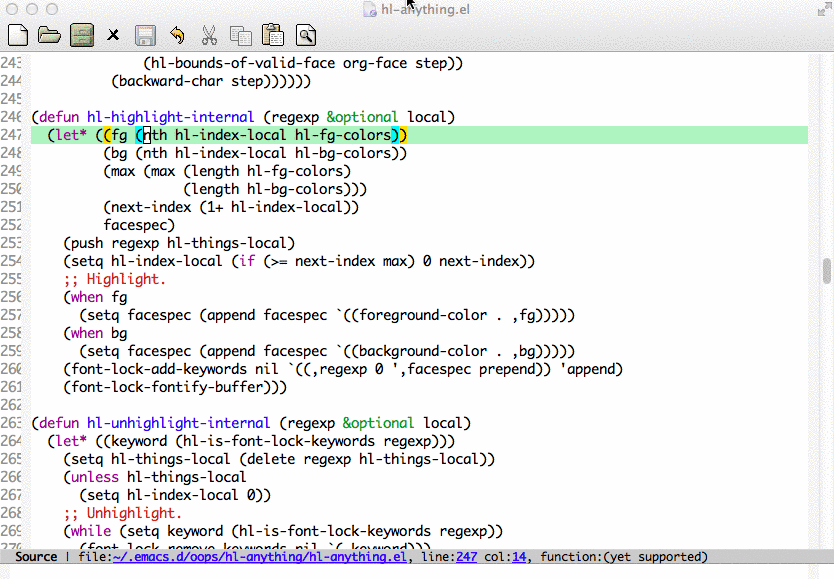 hl-anything.el
243               (hl-bounds-of-valid-face org-face step))
244           (backward-char step))))))
245
246 (defun hl-highlight-internal (regexp &optional local)
247   (let* ((fg (nth hl-index-local hl-fg-colors))
248          (bg (nth hl-index-local hl-bg-colors))
249          (max (max (length hl-fg-colors)
250                    (length hl-bg-colors)))
251          (next-index (1+ hl-index-local))
252          facespec)
253     (push regexp hl-things-local)
254     (setq hl-index-local (if (>= next-index max) 0 next-index))
255     ;; Highlight.
256     (when fg
257       (setq facespec (append facespec `((foreground-color . ,fg)))))
258     (when bg
259       (setq facespec (append facespec `((background-color . ,bg)))))
260     (font-lock-add-keywords nil `((,regexp 0 ',facespec prepend)) 'append)
261     (font-lock-fontify-buffer)))
262
263 (defun hl-unhighlight-internal (regexp &optional local)
264   (let* ((keyword (hl-is-font-lock-keywords regexp)))
265     (setq hl-things-local (delete regexp hl-things-local))
266     (unless hl-things-local
267       (setq hl-index-local 0))
268     ;; Unhighlight.
269     (while (setq keyword (hl-is-font-lock-keywords regexp))
270       (font-lock-remove-keywords nil `(,keyword)))
Source | file:~/.emacs.d/oops/hl-anything/hl-anything.el, line:247 col:14, function:(yet supported)